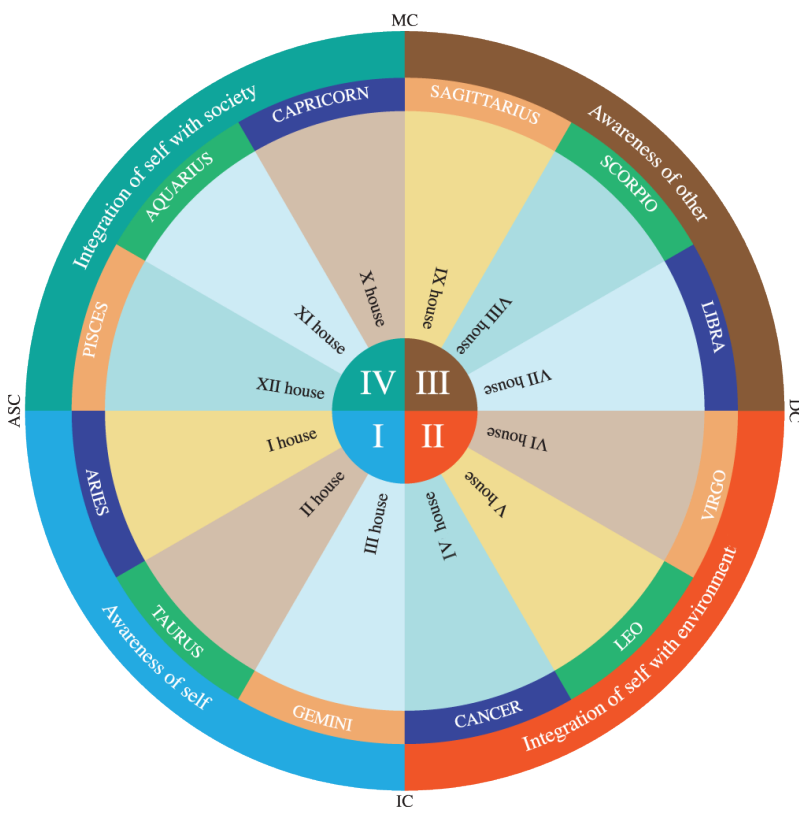 MC
Integration of self with society
Awareness of other
CAPRICORN
SAGITTARIUS
AQUARIUS
SCORPIO
PISCES
LIBRA
X house
IX house
XI house
VIII house
XII house
VII house
IV
III
ASC
DC
I
II
I house
VI house
II house
V house
III house
IV house
ARIES
VIRGO
TAURUS
LEO
GEMINI
CANCER
Awareness of self
Integration of self with environment
IC